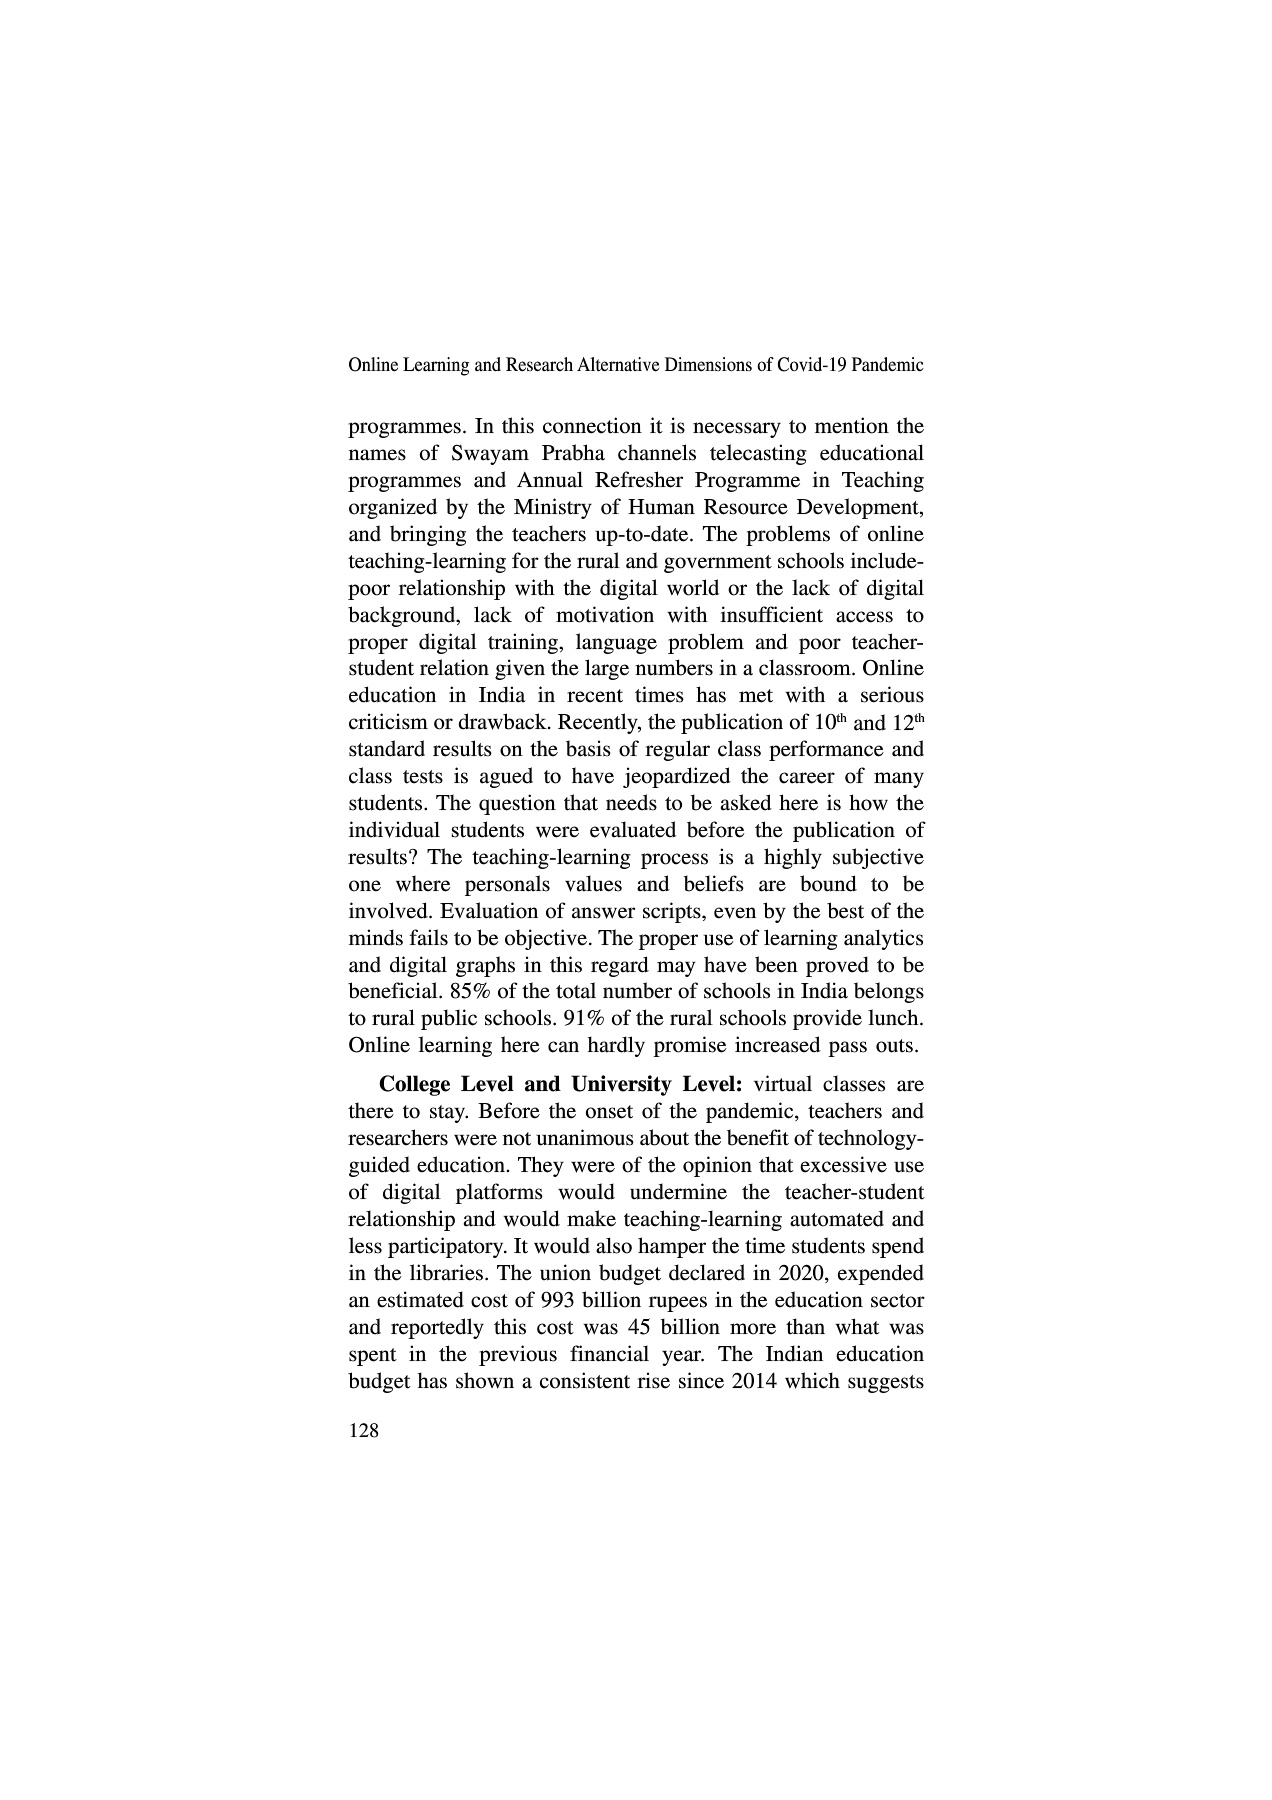 Online Learning and Research Alternative Dimensions of Covid-19 Pandemic
programmes. In this connection it is necessary to mention the
names of Swayam Prabha channels telecasting educational
programmes and Annual Refresher Programme in Teaching
organized by the Ministry of Human Resource Development,
and bringing the teachers up-to-date. The problems of online
teaching-learning for the rural and government schools include-
poor relationship with the digital world or the lack of digital
background, lack of motivation with insufficient access to
proper digital training, language problem and poor teacher-
student relation given the large numbers in a classroom. Online
education in India in recent times has met with a serious
criticism or drawback. Recently, the publication of 10th and 12th
standard results on the basis of regular class performance and
class tests is agued to have jeopardized the career of many
students. The question that needs to be asked here is how the
individual students were evaluated before the publication of
results? The teaching-learning process is a highly subjective
one where personals values and beliefs are bound to be
involved. Evaluation of answer scripts, even by the best of the
minds fails to be objective. The proper use of learning analytics
and digital graphs in this regard may have been proved to be
beneficial. 85% of the total number of schools in India belongs
to rural public schools. 91% of the rural schools provide lunch.
Online learning here can hardly promise increased pass outs.
College Level and University Level: virtual classes are
there to stay. Before the onset of the pandemic, teachers and
researchers were not unanimous about the benefit of technology-
guided education. They were of the opinion that excessive use
of digital platforms would undermine the teacher-student
relationship and would make teaching-learning automated and
less participatory. It would also hamper the time students spend
in the libraries. The union budget declared in 2020, expended
an estimated cost of 993 billion rupees in the education sector
and reportedly this cost was 45 billion more than what was
spent in the previous financial year. The Indian education
budget has shown a consistent rise since 2014 which suggests
128